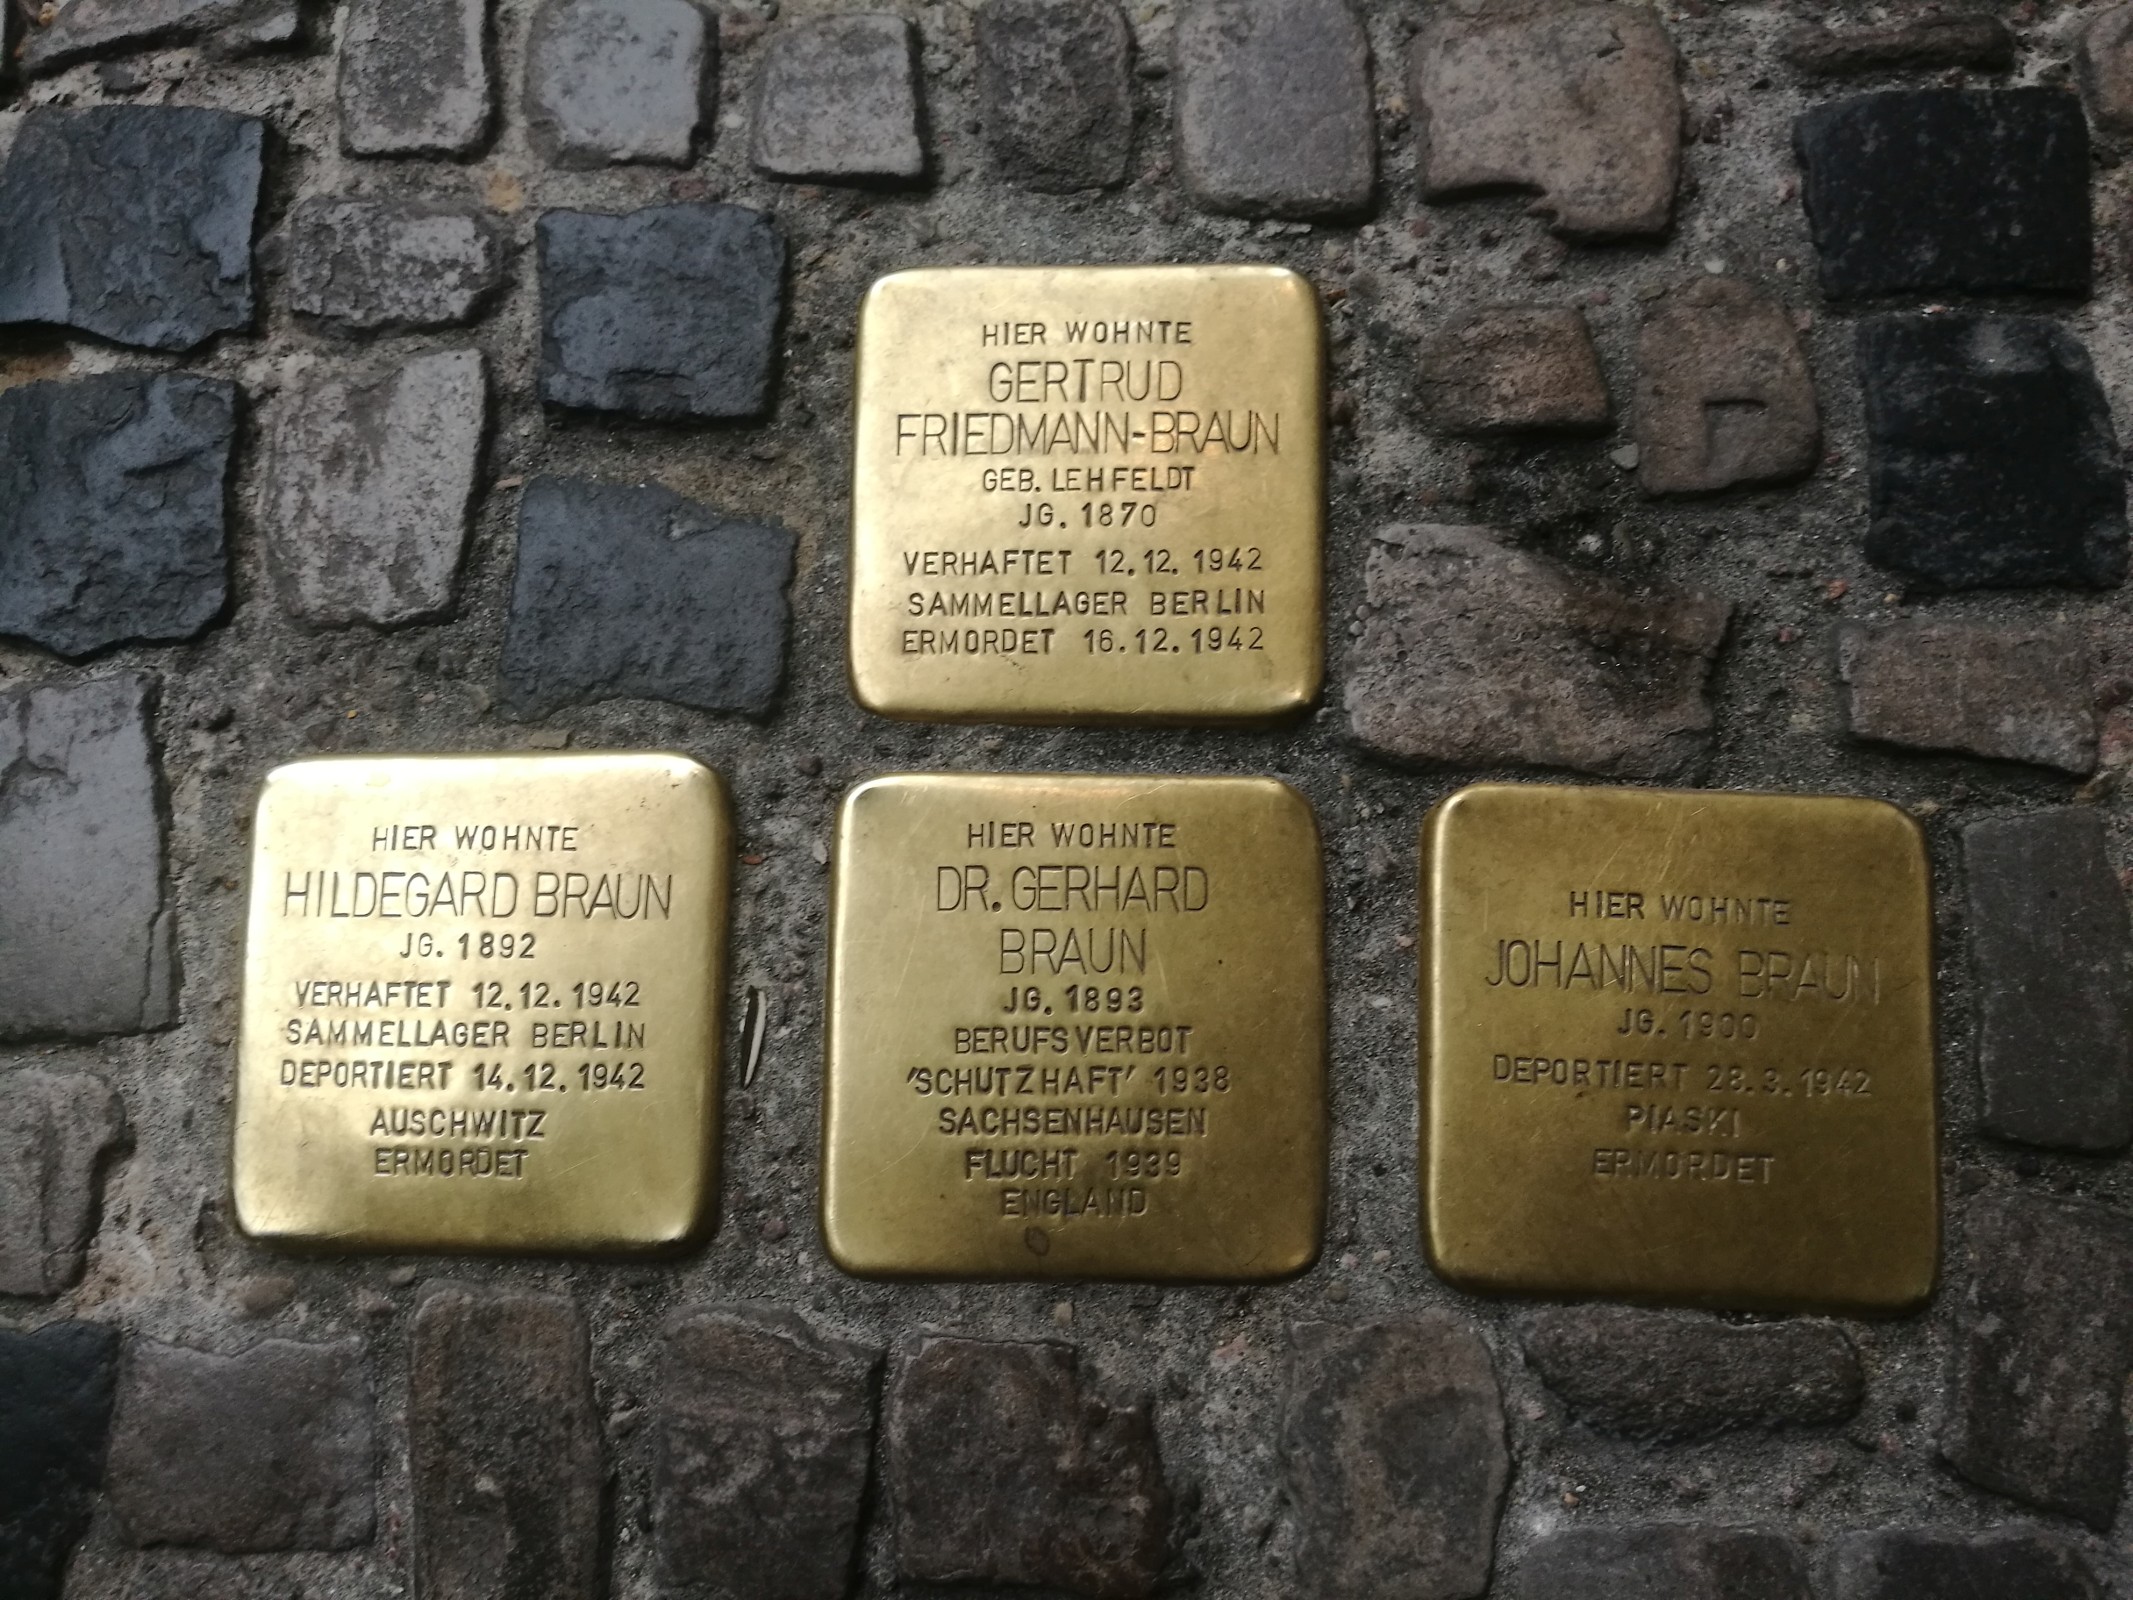 HIER WOHNTE
GERTRUD
FRIEDMANN-BRAUN
GEB. LEHFELDT
JG. 1870
VERHAFTET 12.12.1942
SAMMELLAGER BERLIN
ERMORDET 16.12.1942
HIER WOHNTE
HILDEGARD BRAUN
JG. 1892
VERHAFTET 12.12.1942
SAMMELLAGER BERLIN
DEPORTIERT 14.12.1942
AUSCHWITZ
ERMORDET
HIER WOHNTE
DR. GERHARD
BRAUN
JG. 1893
BERUFSVERBOT
'SCHUTZHAFT' 1938
SACHSENHAUSEN
FLUCHT 1939
ENGLAND
HIER WOHNTE
JOHANNES BRAUN
JG. 1900
DEPORTIERT 28.3.1942
PIASKI
ERMORDET